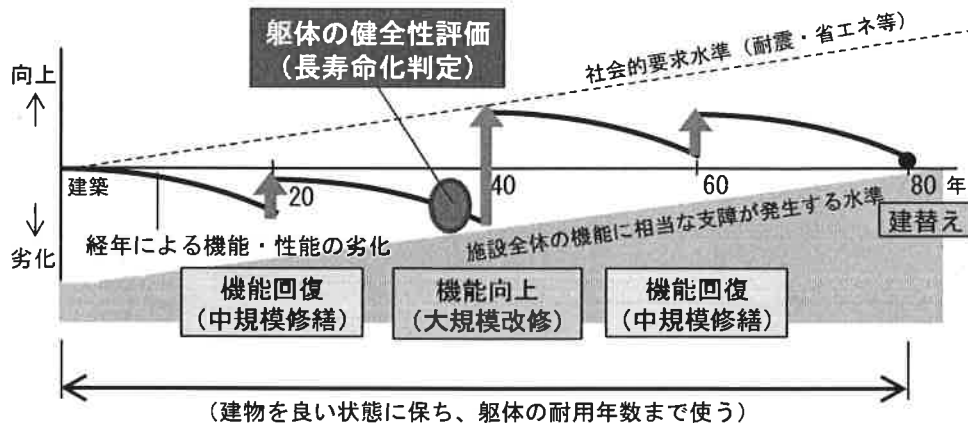 躯体の健全性評価
（長寿命化判定）
社会的要求水準（耐震・省エネ等）
向上
建築
20
40
60
80
年
劣化
経年による機能・性能の劣化
施設全体の機能に相当な支障が発生する水準
建替え
機能回復
（中規模修繕）
機能向上
（大規模改修）
機能回復
（中規模修繕）
（建物を良い状態に保ち、躯体の耐用年数まで使う）